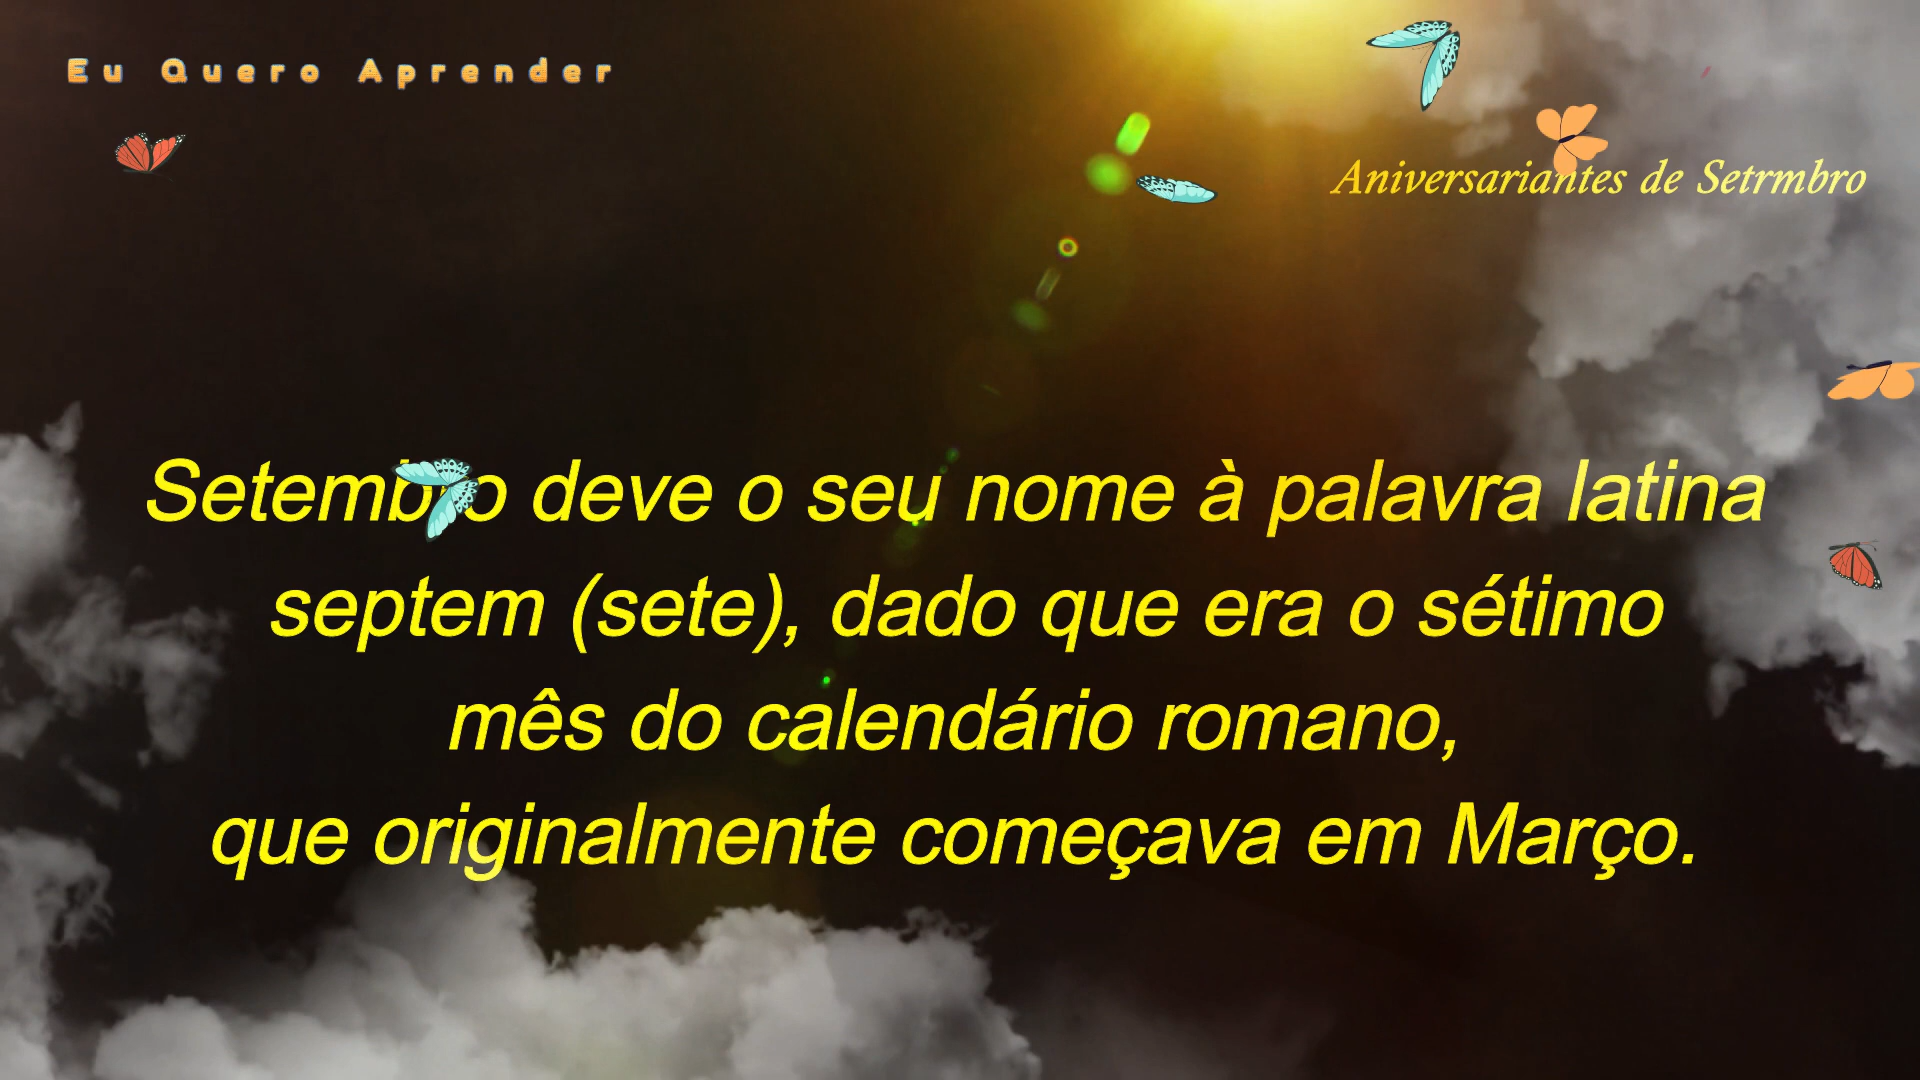 Eu Quero Aprender
Aniversariantes de Setrmbro
Setembro deve o seu nome à palavra latina
septem (sete), dado que era o sétimo
mês do calendário romano,
que originalmente começava em Março.